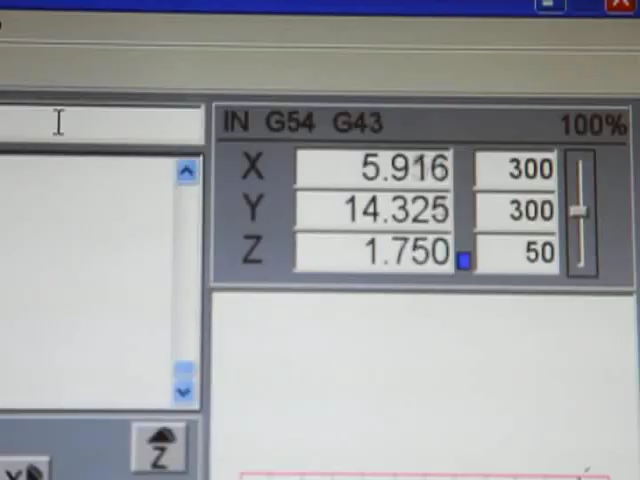 IN G54 G43 100%
X 5.916 300
Y 14.325 300
Z 1.750 50
Z